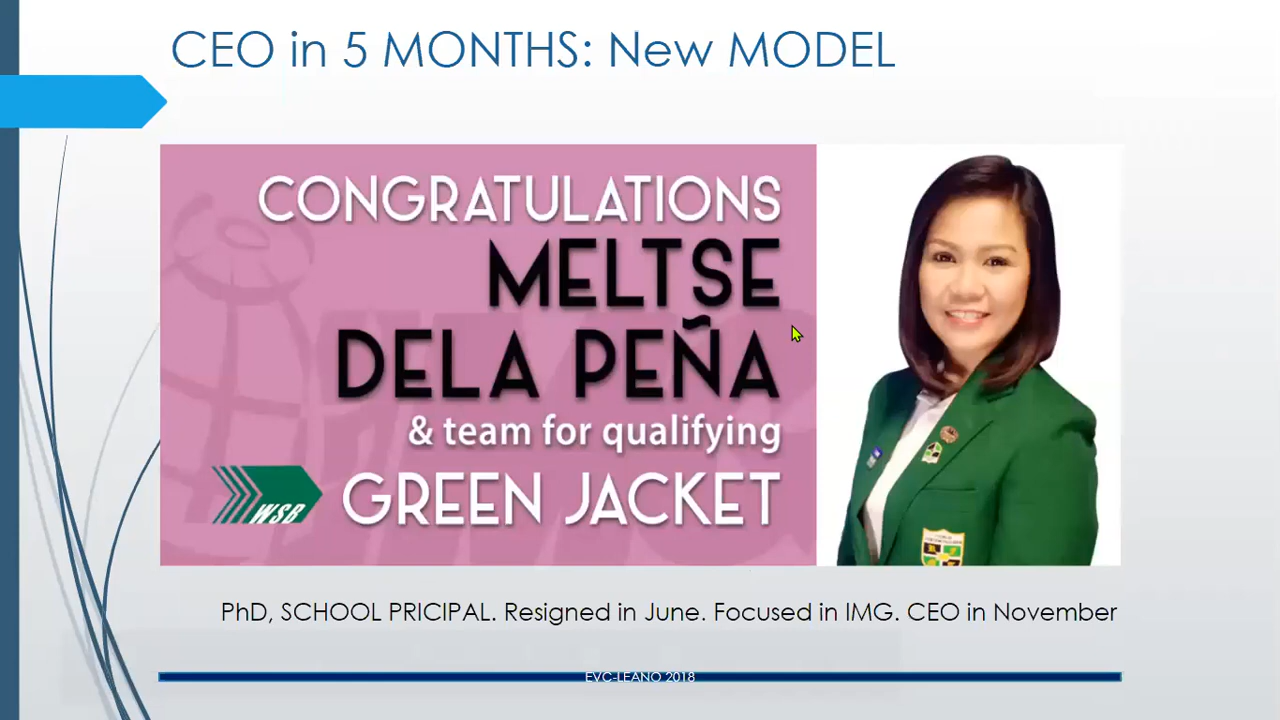 CEO in 5 MONTHS: New MODEL
CONGRATULATIONS
MELTSE
DELA PEÑA
& team for qualifying
WSB
GREEN JACKET
PhD, SCHOOL PRICIPAL. Resigned in June. Focused in IMG. CEO in November
EVC-LEANO 2018